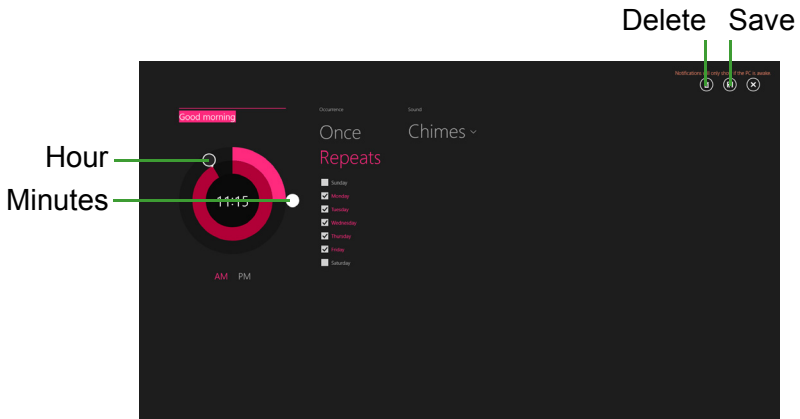 Delete Save
Notifications will only show if the PC is awake.
Good morning
Occurrence
Sound
Once
Chimes
Repeats
Hour
Minutes
11:15
Sunday
Monday
Tuesday
Wednesday
Thursday
Friday
Saturday
AM PM